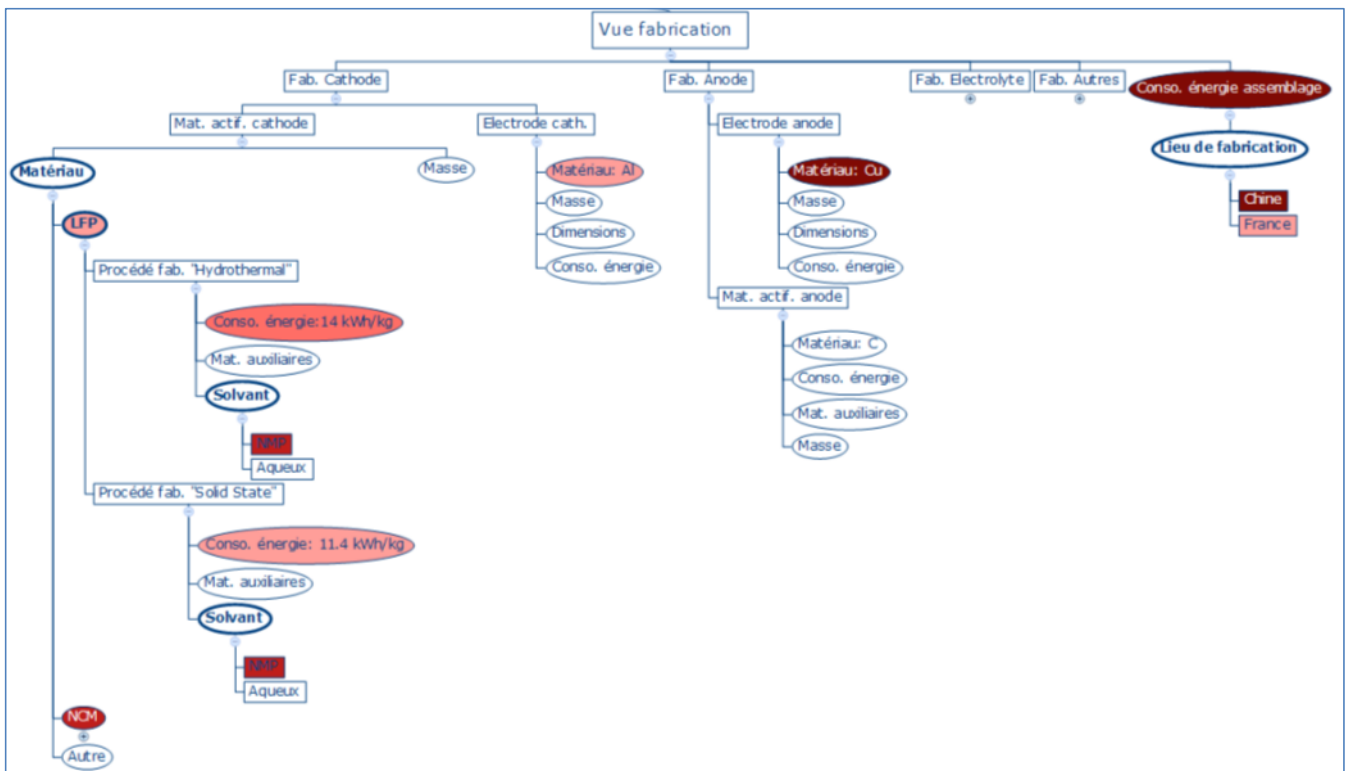 Vue fabrication
Fab. Cathode
Fab. Anode
Fab. Electrolyte
Fab. Autres
Conso. énergie assemblage
Mat. actif. cathode
Electrode cath.
Electrode anode
Lieu de fabrication
Matériau
Masse
Matériau: Al
Matériau: Cu
Chine
France
Masse
Masse
LFP
Dimensions
Dimensions
Procédé fab. "Hydrothermal"
Conso. énergie
Conso. énergie
Mat. actif. anode
Conso. énergie:14 kWh/kg
Matériau: C
Mat. auxiliaires
Conso. énergie
Solvant
Mat. auxiliaires
NMP
Masse
Aqueux
Procédé fab. "Solid State"
Conso. énergie: 11.4 kWh/kg
Mat. auxiliaires
Solvant
NMP
Aqueux
NCM
Autre